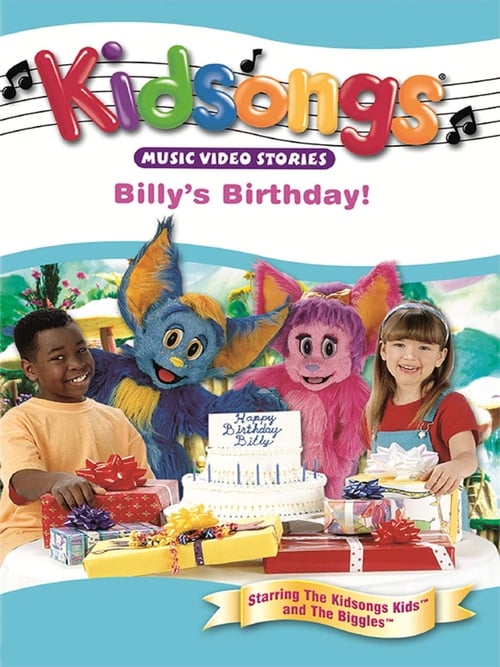 Kidsongs®
MUSIC VIDEO STORIES
Billy's Birthday!
Happy
Birthday
Billy
Starring The Kidsongs Kids™
and The Biggles™